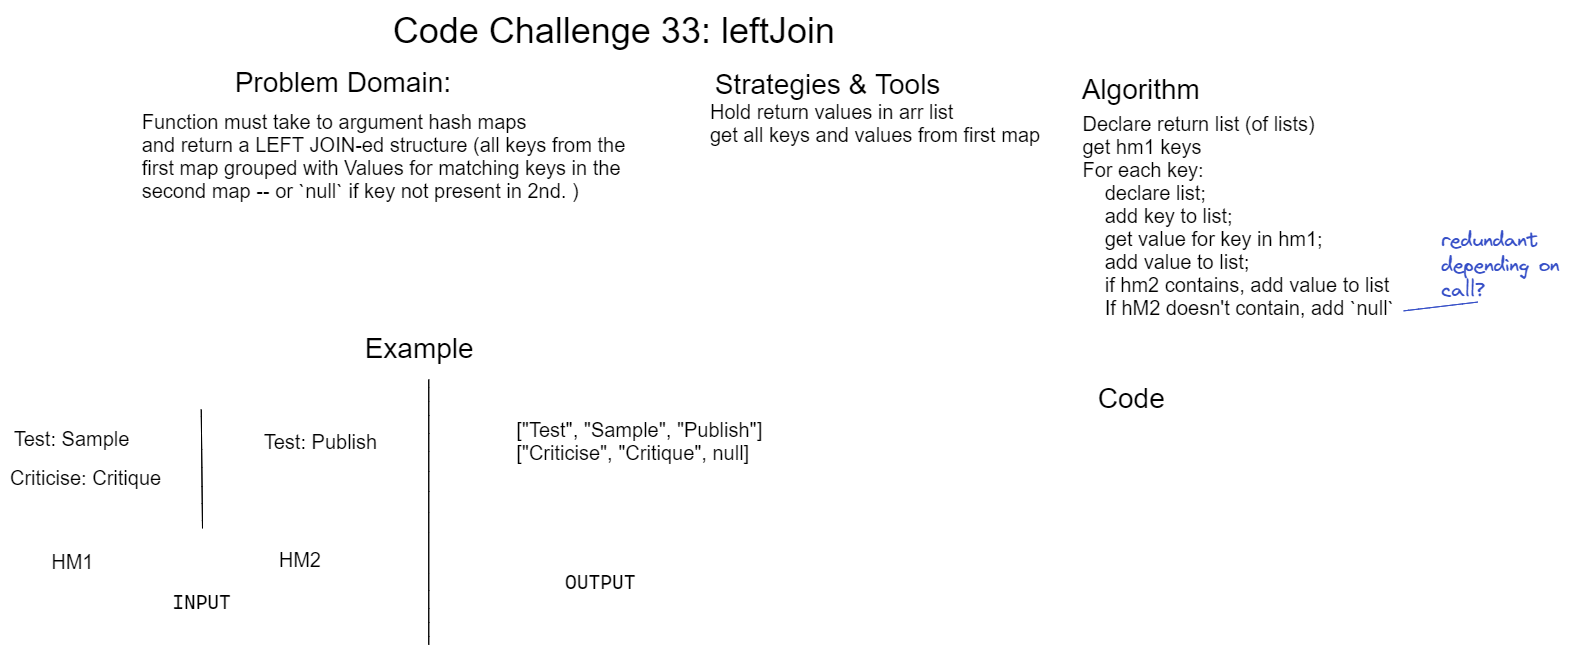 Code Challenge 33: leftJoin
Problem Domain:
Function must take to argument hash maps
and return a LEFT JOIN-ed structure (all keys from the
first map grouped with Values for matching keys in the
second map -- or `null` if key not present in 2nd. )
Strategies & Tools
Hold return values in arr list
get all keys and values from first map
Algorithm
Declare return list (of lists)
get hm1 keys
For each key:
declare list;
add key to list;
get value for key in hm1;
add value to list;
if hm2 contains, add value to list
If hM2 doesn't contain, add `null`
redundant
depending on
call?
Example
Test: Sample
Criticise: Critique
HM1
Test: Publish
HM2
INPUT
["Test", "Sample", "Publish"]
["Criticise", "Critique", null]
OUTPUT
Code